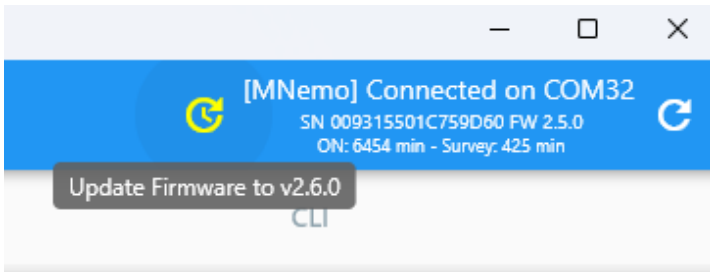 [MNemo] Connected on COM32
SN 009315501C759D60 FW 2.5.0
ON: 6454 min - Survey: 425 min
Update Firmware to v2.6.0
CLI